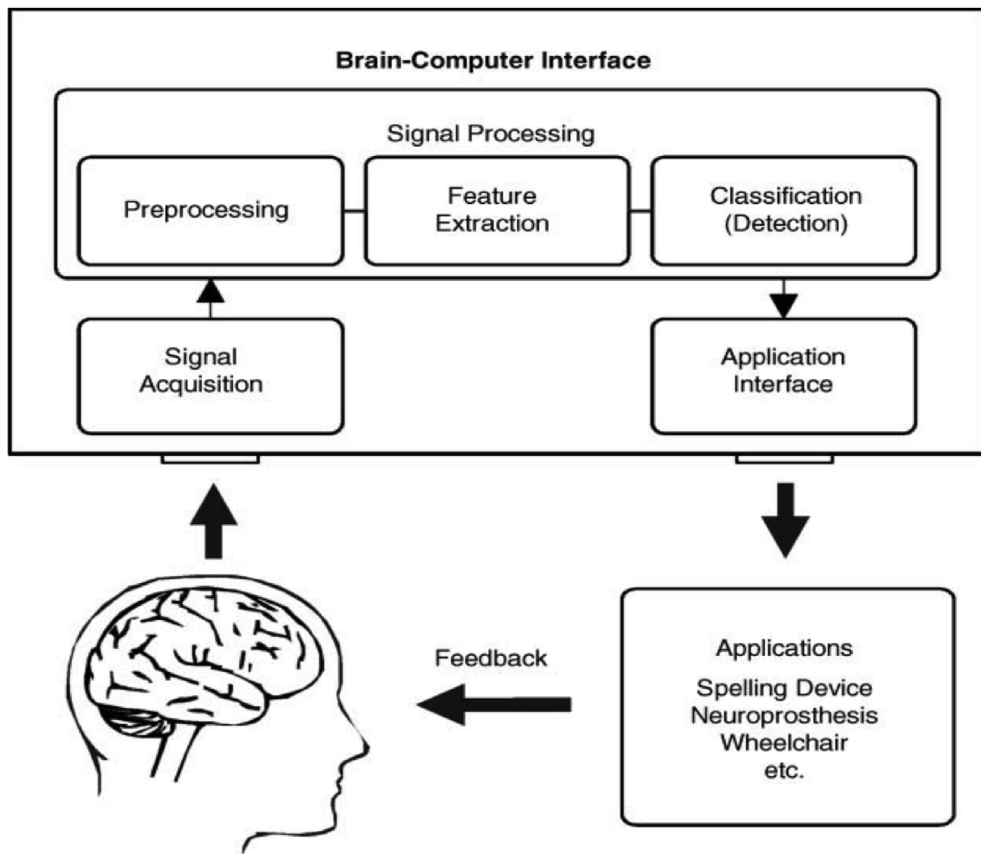 Brain-Computer Interface
Signal Processing
Preprocessing
Feature
Extraction
Classification
(Detection)
Signal
Acquisition
Application
Interface
Feedback
Applications
Spelling Device
Neuroprosthesis
Wheelchair
etc.